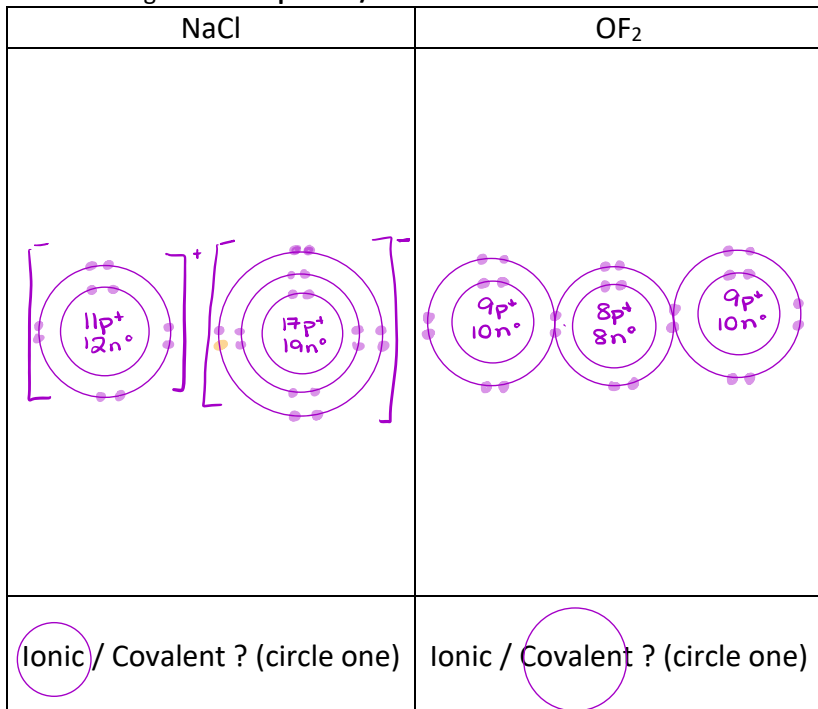 NaCl
OF₂
11p⁺
12n°
+
17p⁺
19n°
−
9p⁺
10n°
8p⁺
8n°
9p⁺
10n°
Ionic / Covalent ? (circle one)
Ionic / Covalent ? (circle one)